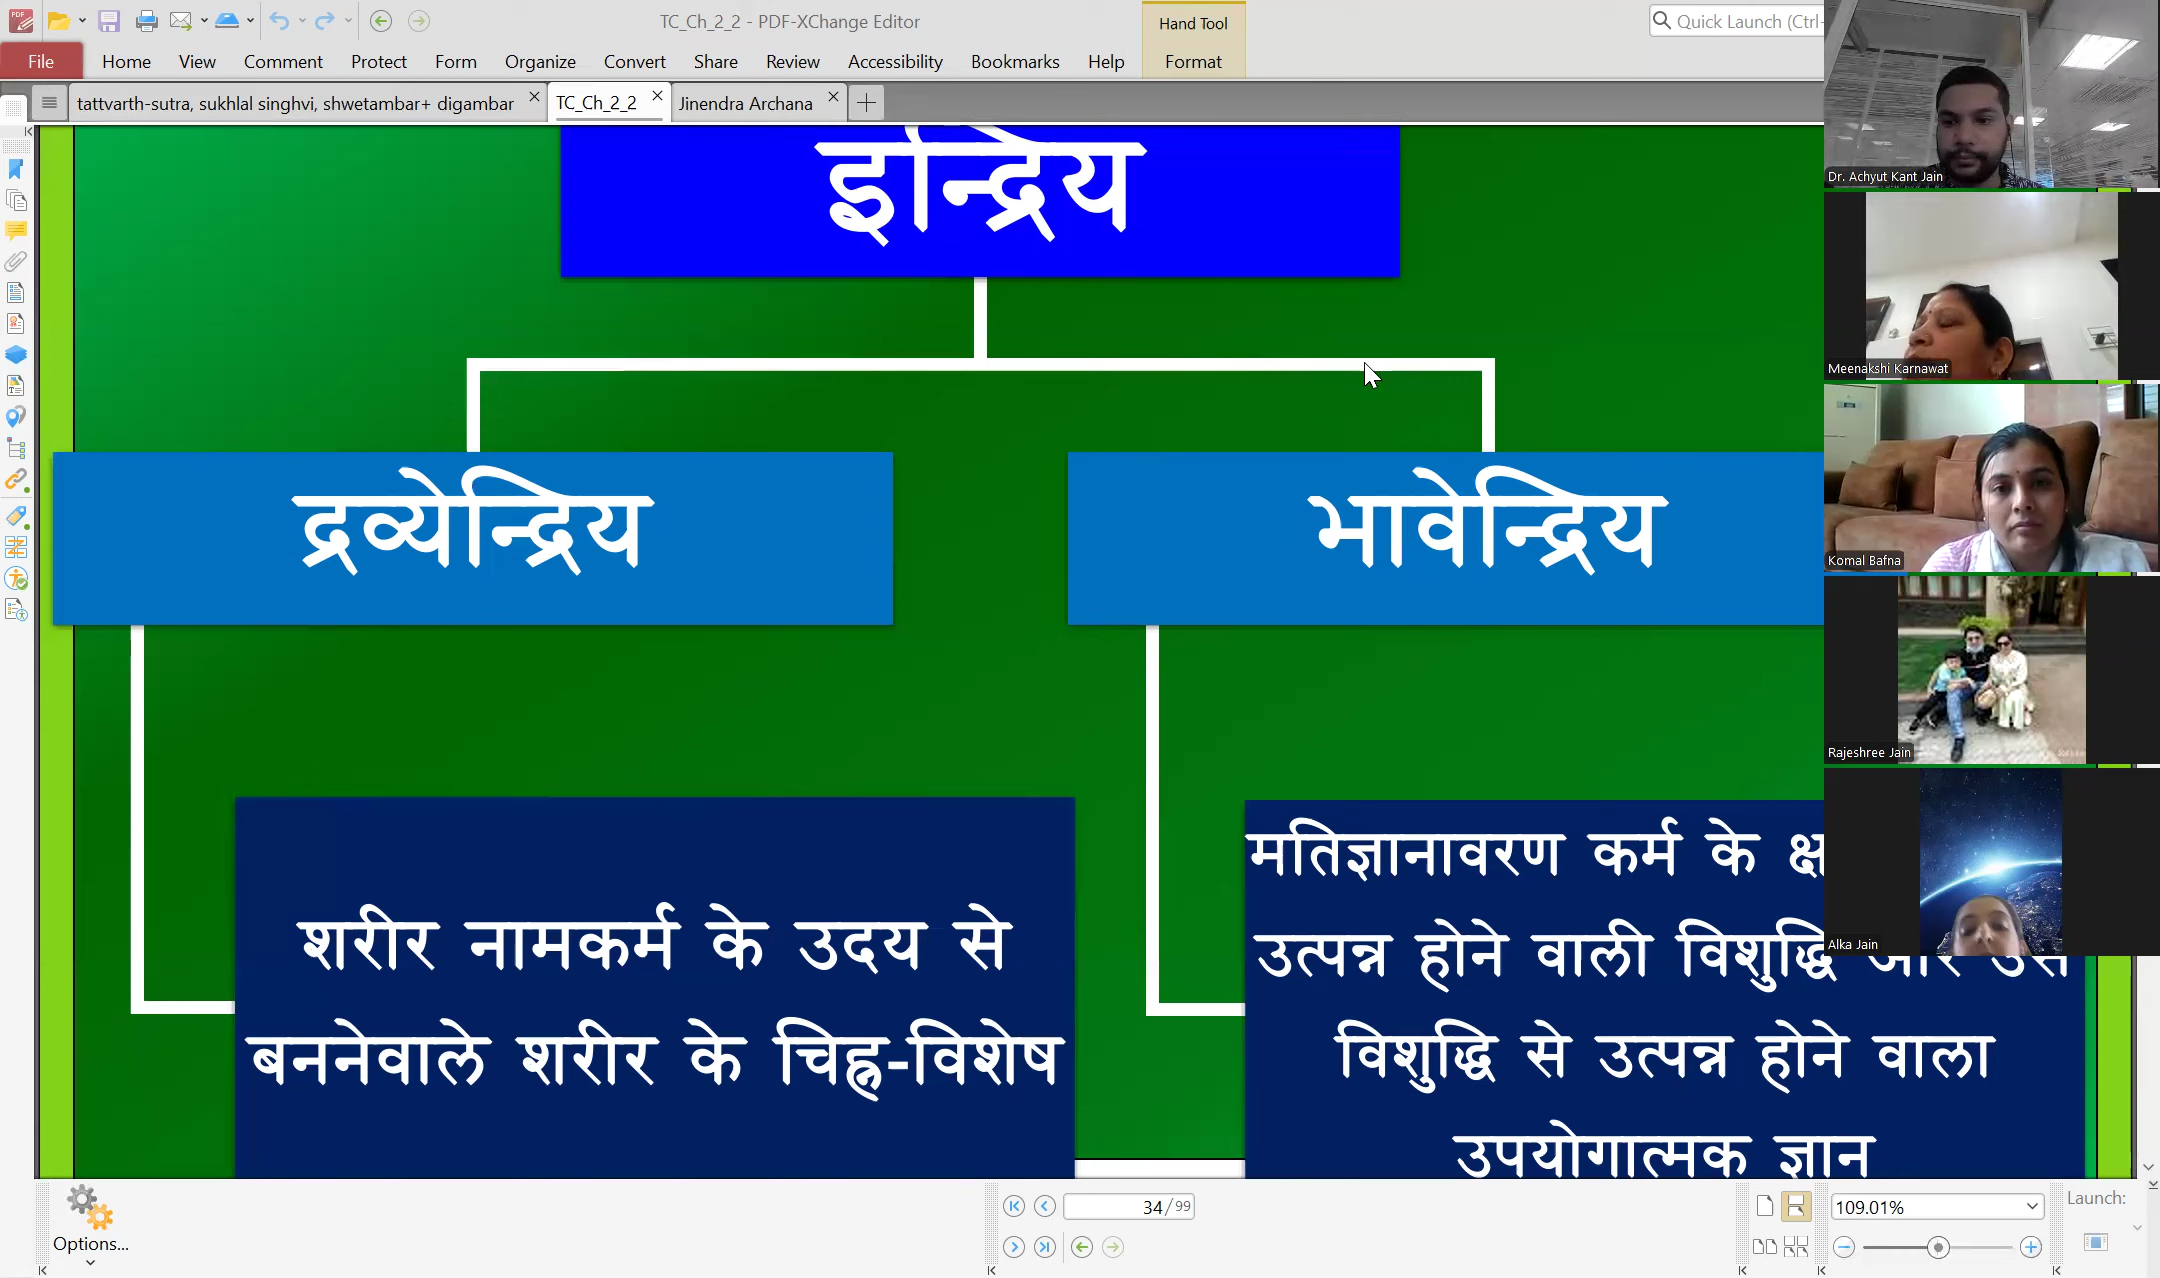 TC_Ch_2_2 - PDF-XChange Editor
Hand Tool
Quick Launch (Ctrl-
File Home View Comment Protect Form Organize Convert Share Review Accessibility Bookmarks Help Format
tattvarth-sutra, sukhlal singhvi, shwetambar+ digambar
TC_Ch_2_2
Jinendra Archana
इन्द्रिय
द्रव्येन्द्रिय
भावेन्द्रिय
शरीर नामकर्म के उदय से
बननेवाले शरीर के चिह्न-विशेष
मतिज्ञानावरण कर्म के
उत्पन्न होने वाली विशुद्धि और उस
विशुद्धि से उत्पन्न होने वाला
उपयोगात्मक ज्ञान
Dr. Achyut Kant Jain
Meenakshi Karnawat
Komal Bafna
Rajeshree Jain
Alka Jain
Options...
34 / 99
109.01%
Launch: